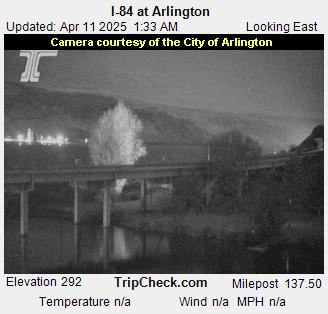 I-84 at Arlington
Updated: Apr 11 2025 1:33 AM Looking East
Camera courtesy of the City of Arlington
Elevation 292 TripCheck.com Milepost 137.50
Temperature n/a Wind n/a MPH n/a